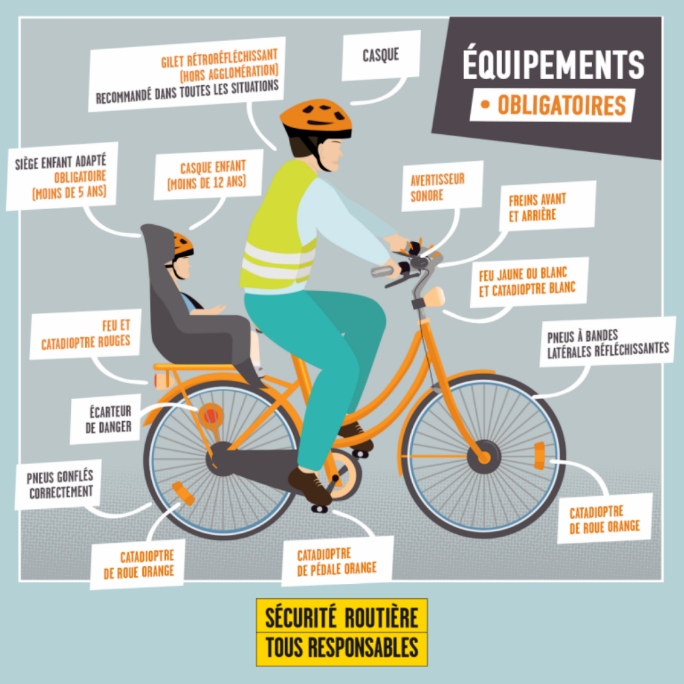 ÉQUIPEMENTS
• OBLIGATOIRES
GILET RÉTRORÉFLÉCHISSANT
(HORS AGGLOMÉRATION)
RECOMMANDÉ DANS TOUTES LES SITUATIONS
CASQUE
SIÈGE ENFANT ADAPTÉ
OBLIGATOIRE
(MOINS DE 5 ANS)
CASQUE ENFANT
(MOINS DE 12 ANS)
AVERTISSEUR
SONORE
FREINS AVANT
ET ARRIÈRE
FEU JAUNE OU BLANC
ET CATADIOPTRE BLANC
FEU ET
CATADIOPTRE ROUGES
PNEUS À BANDES
LATÉRALES RÉFLÉCHISSANTES
ÉCARTEUR
DE DANGER
PNEUS GONFLÉS
CORRECTEMENT
CATADIOPTRE
DE ROUE ORANGE
CATADIOPTRE
DE ROUE ORANGE
CATADIOPTRE
DE PÉDALE ORANGE
SÉCURITÉ ROUTIÈRE
TOUS RESPONSABLES